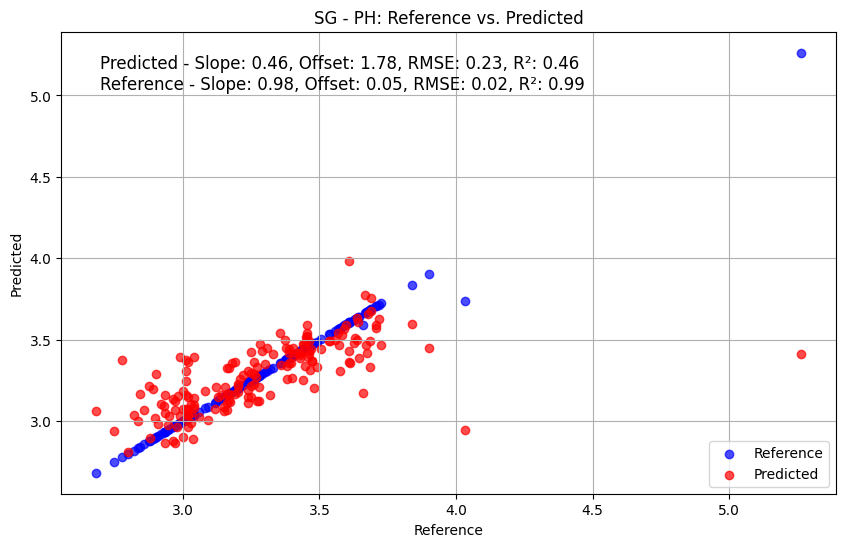 SG - PH: Reference vs. Predicted
Predicted - Slope: 0.46, Offset: 1.78, RMSE: 0.23, R²: 0.46
Reference - Slope: 0.98, Offset: 0.05, RMSE: 0.02, R²: 0.99
Predicted
5.0
4.5
4.0
3.5
3.0
Reference
Predicted
3.0 3.5 4.0 4.5 5.0
Reference